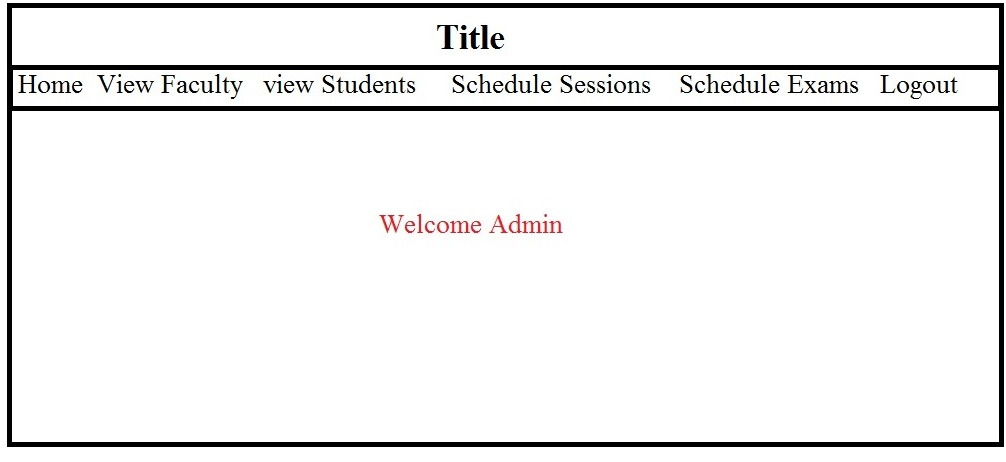 Title
Home View Faculty view Students Schedule Sessions Schedule Exams Logout
Welcome Admin